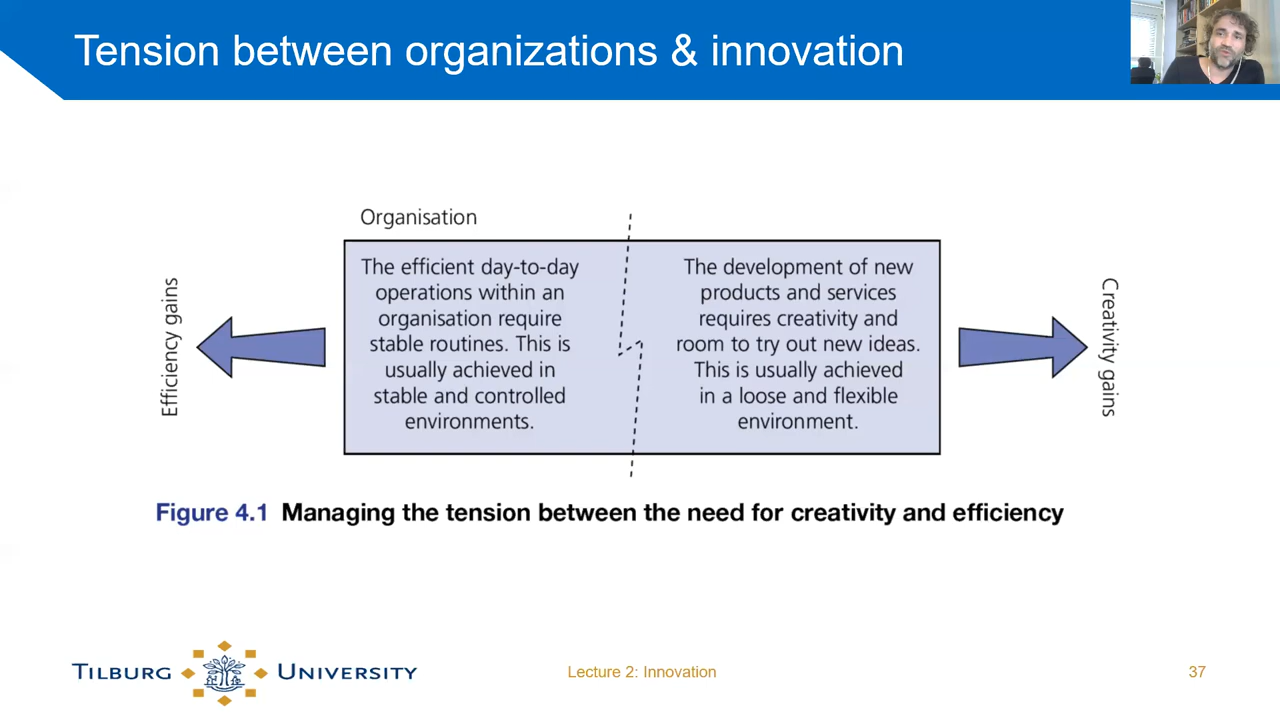 Tension between organizations & innovation
Organisation
Efficiency gains
The efficient day-to-day
operations within an
organisation require
stable routines. This is
usually achieved in
stable and controlled
environments.
The development of new
products and services
requires creativity and
room to try out new ideas.
This is usually achieved
in a loose and flexible
environment.
Creativity gains
Figure 4.1 Managing the tension between the need for creativity and efficiency
TILBURG UNIVERSITY
Lecture 2: Innovation
37